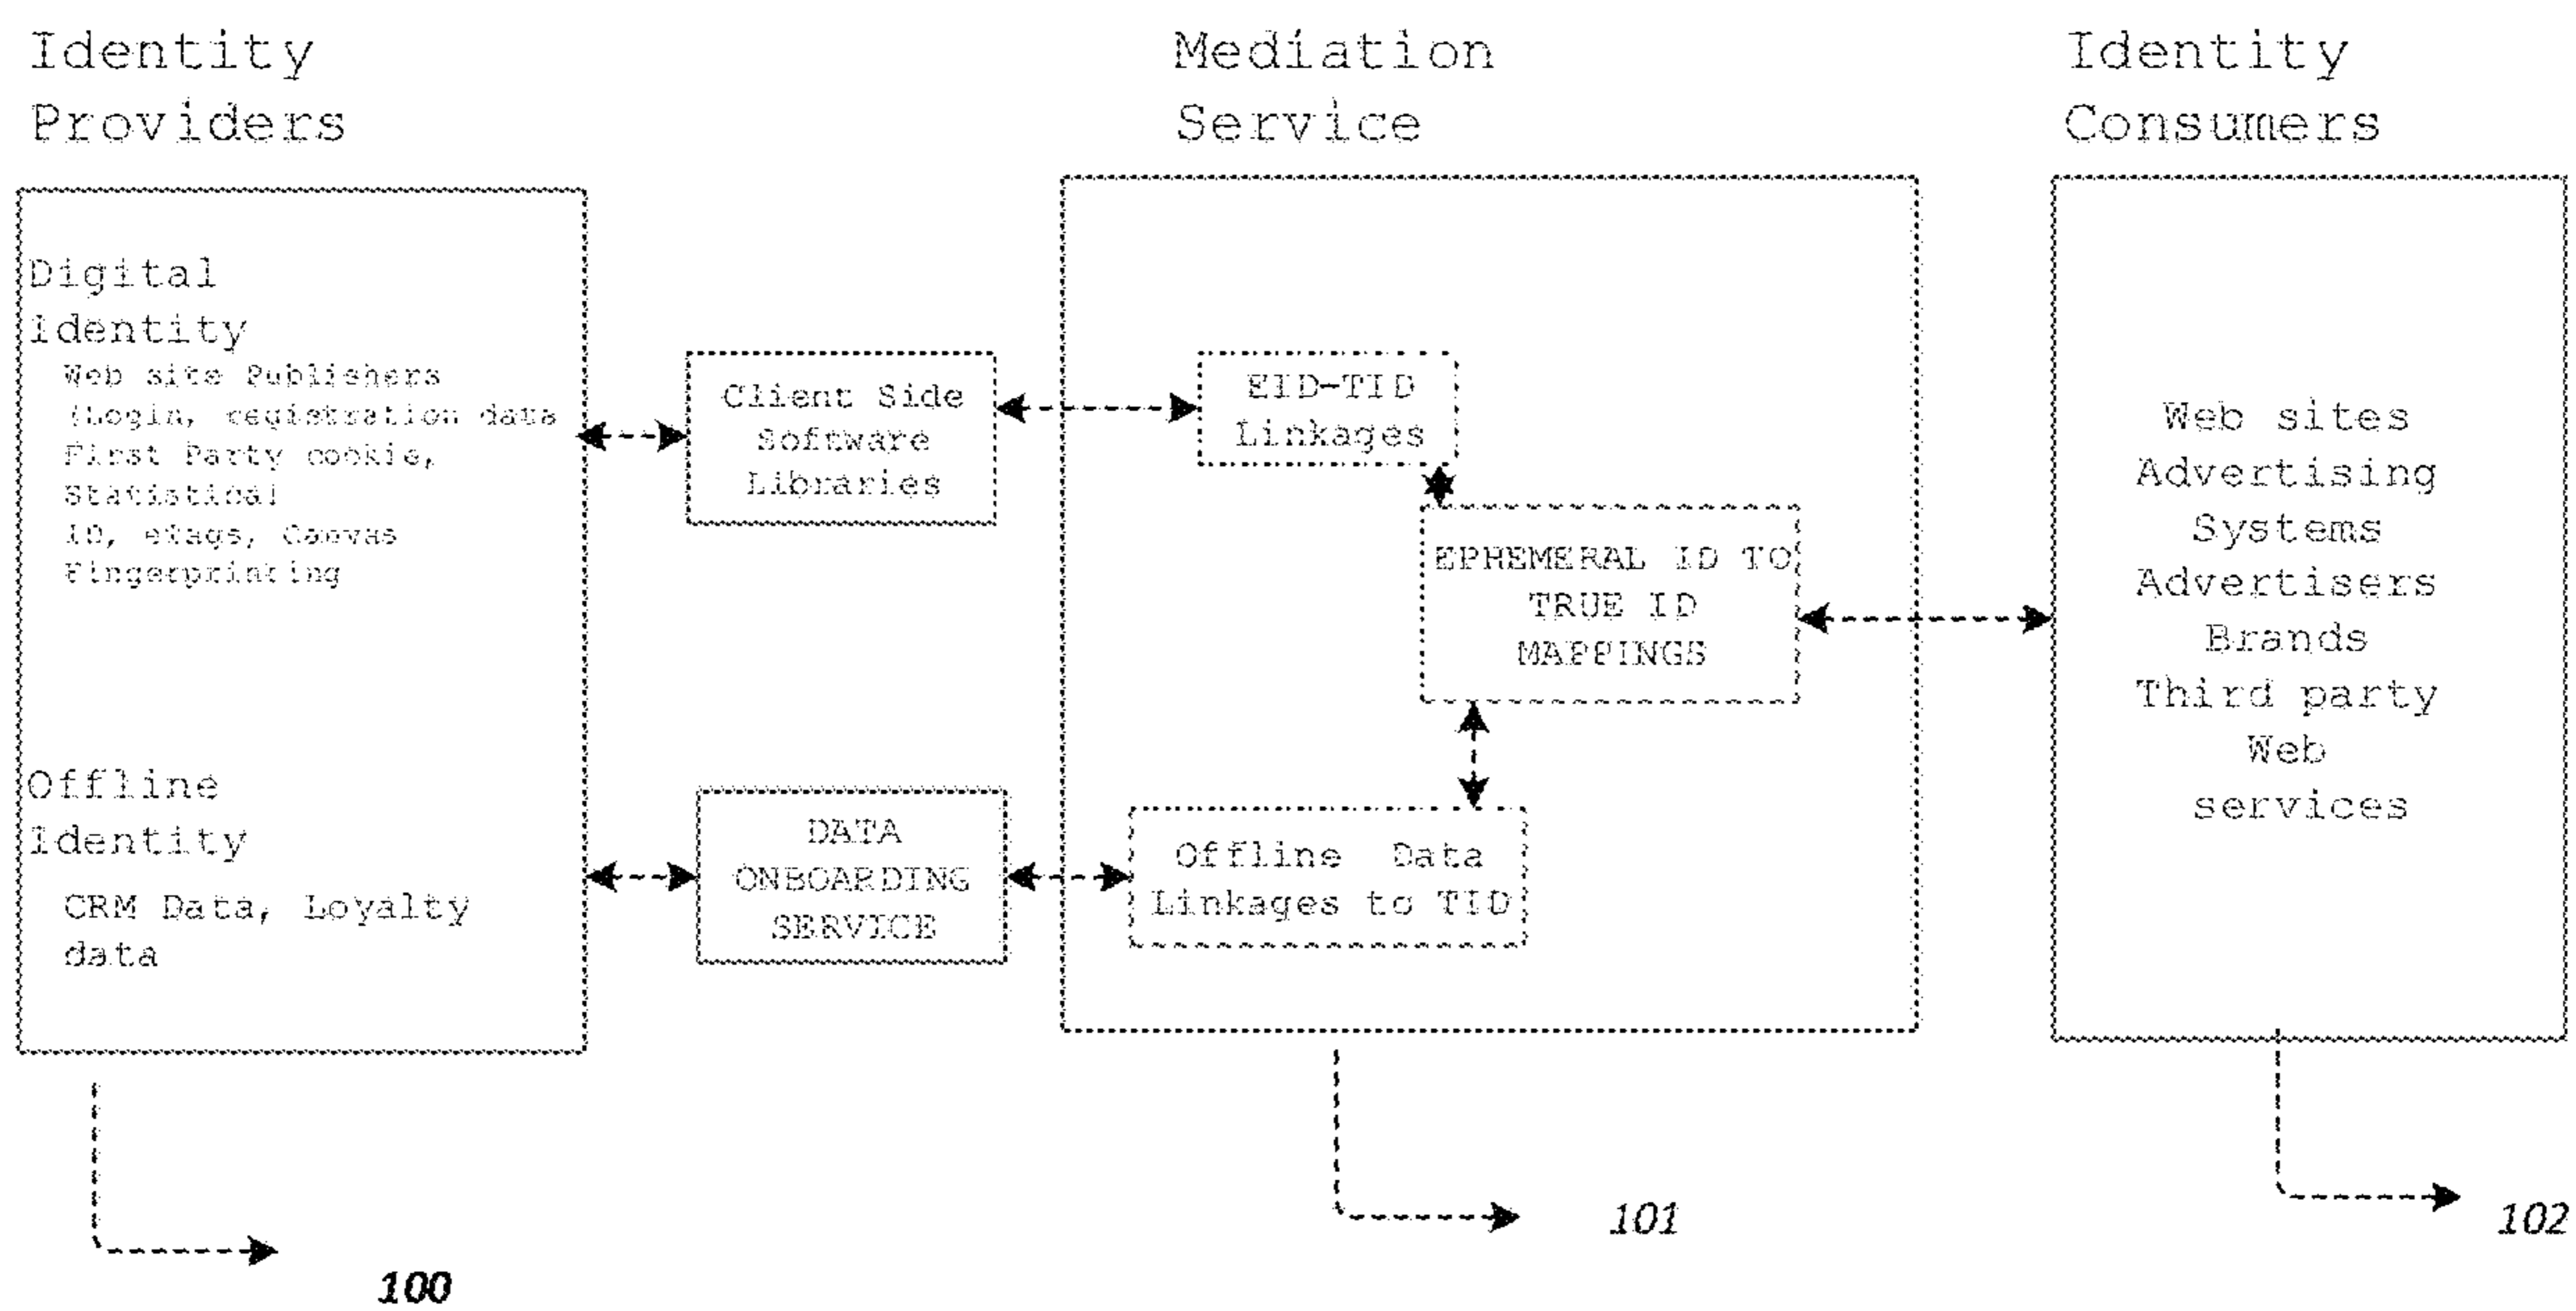 Identity
Providers
Mediation
Service
Identity
Consumers
Digital
Identity
Web site Publishers
(Login, registration data
First Party cookie,
Statistical
ID, eTags, Canvas
Fingerprinting
Offline
Identity
CRM Data, Loyalty
data
Client Side
Software
Libraries
DATA
ONBOARDING
SERVICE
EID-TID
Linkages
EPHEMERAL ID TO
TRUE ID
MAPPINGS
Offline Data
Linkages to TID
Web sites
Advertising
Systems
Advertisers
Brands
Third party
Web
services
100
101
102